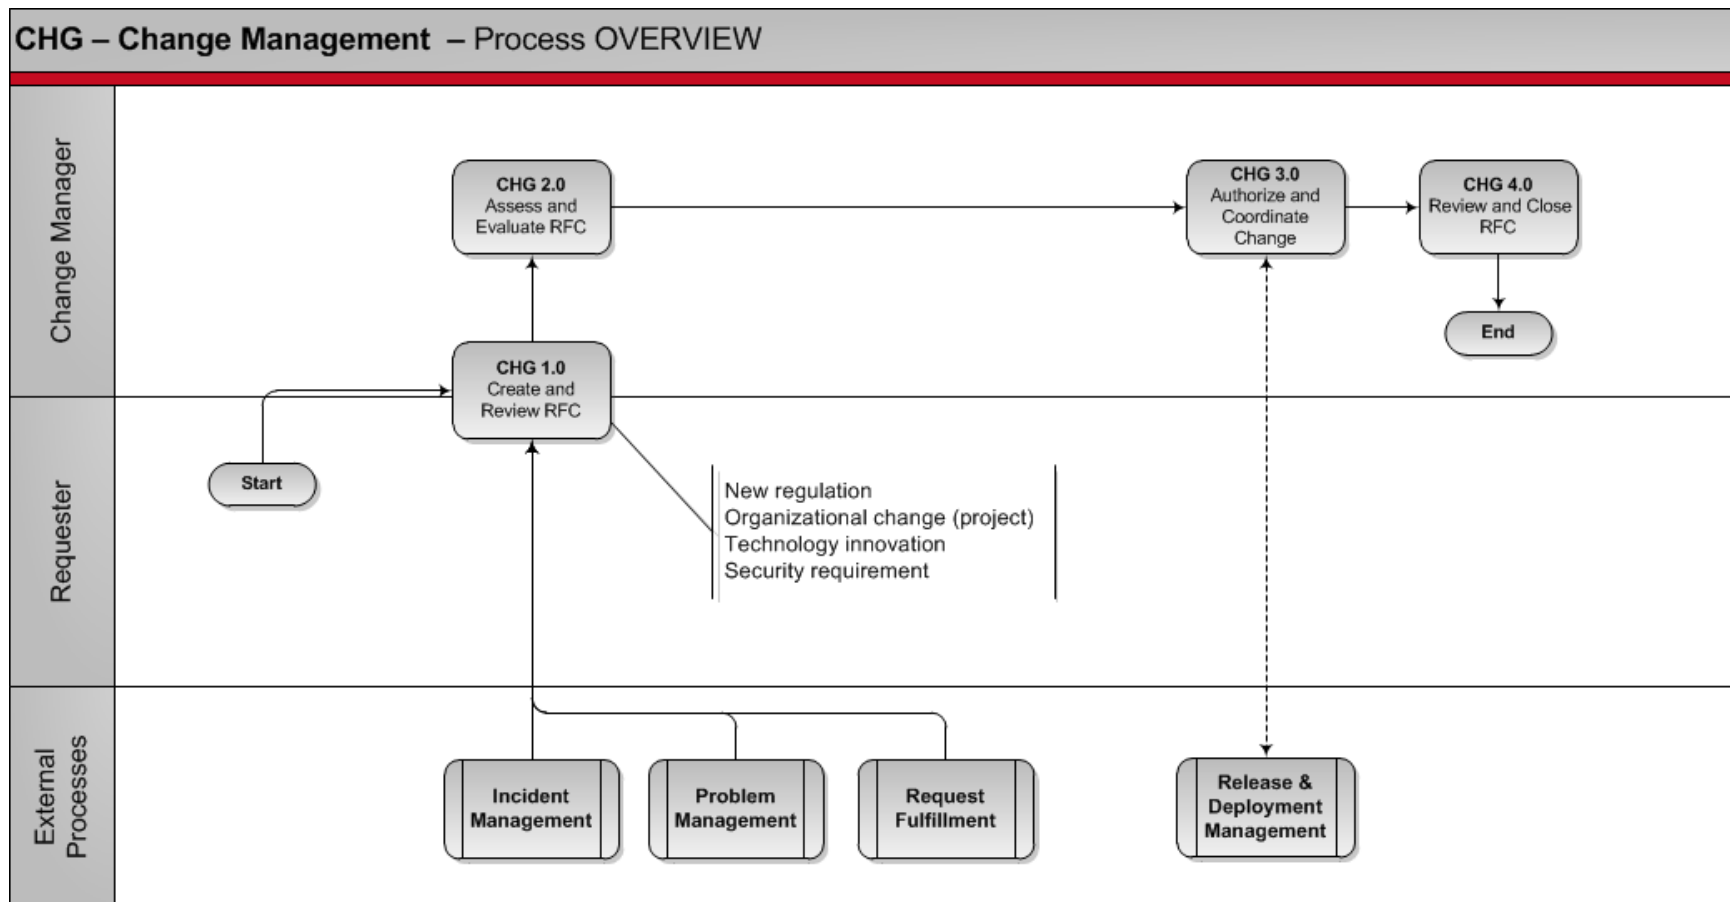 CHG – Change Management – Process OVERVIEW
Change Manager
CHG 2.0
Assess and
Evaluate RFC
CHG 3.0
Authorize and
Coordinate
Change
CHG 4.0
Review and Close
RFC
End
CHG 1.0
Create and
Review RFC
Requester
Start
New regulation
Organizational change (project)
Technology innovation
Security requirement
External
Processes
Incident
Management
Problem
Management
Request
Fulfillment
Release &
Deployment
Management